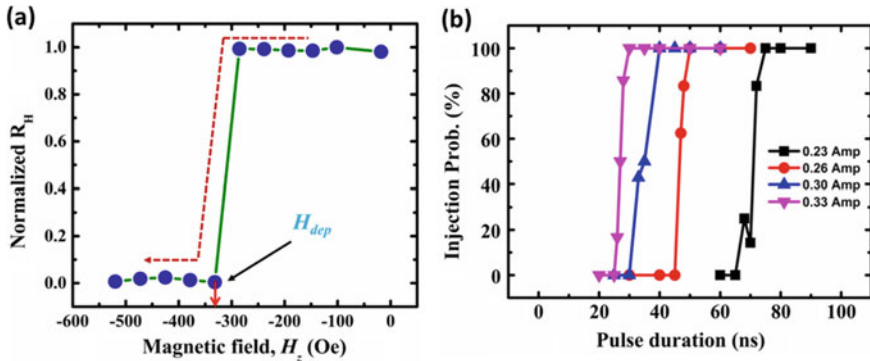 (a)
1.0
0.8
0.6
0.4
0.2
0.0
Normalized R_H
H_dep
-600 -500 -400 -300 -200 -100 0
Magnetic field, H_z (Oe)
(b)
100
80
60
40
20
0
Injection Prob. (%)
0.23 Amp
0.26 Amp
0.30 Amp
0.33 Amp
0 20 40 60 80 100
Pulse duration (ns)